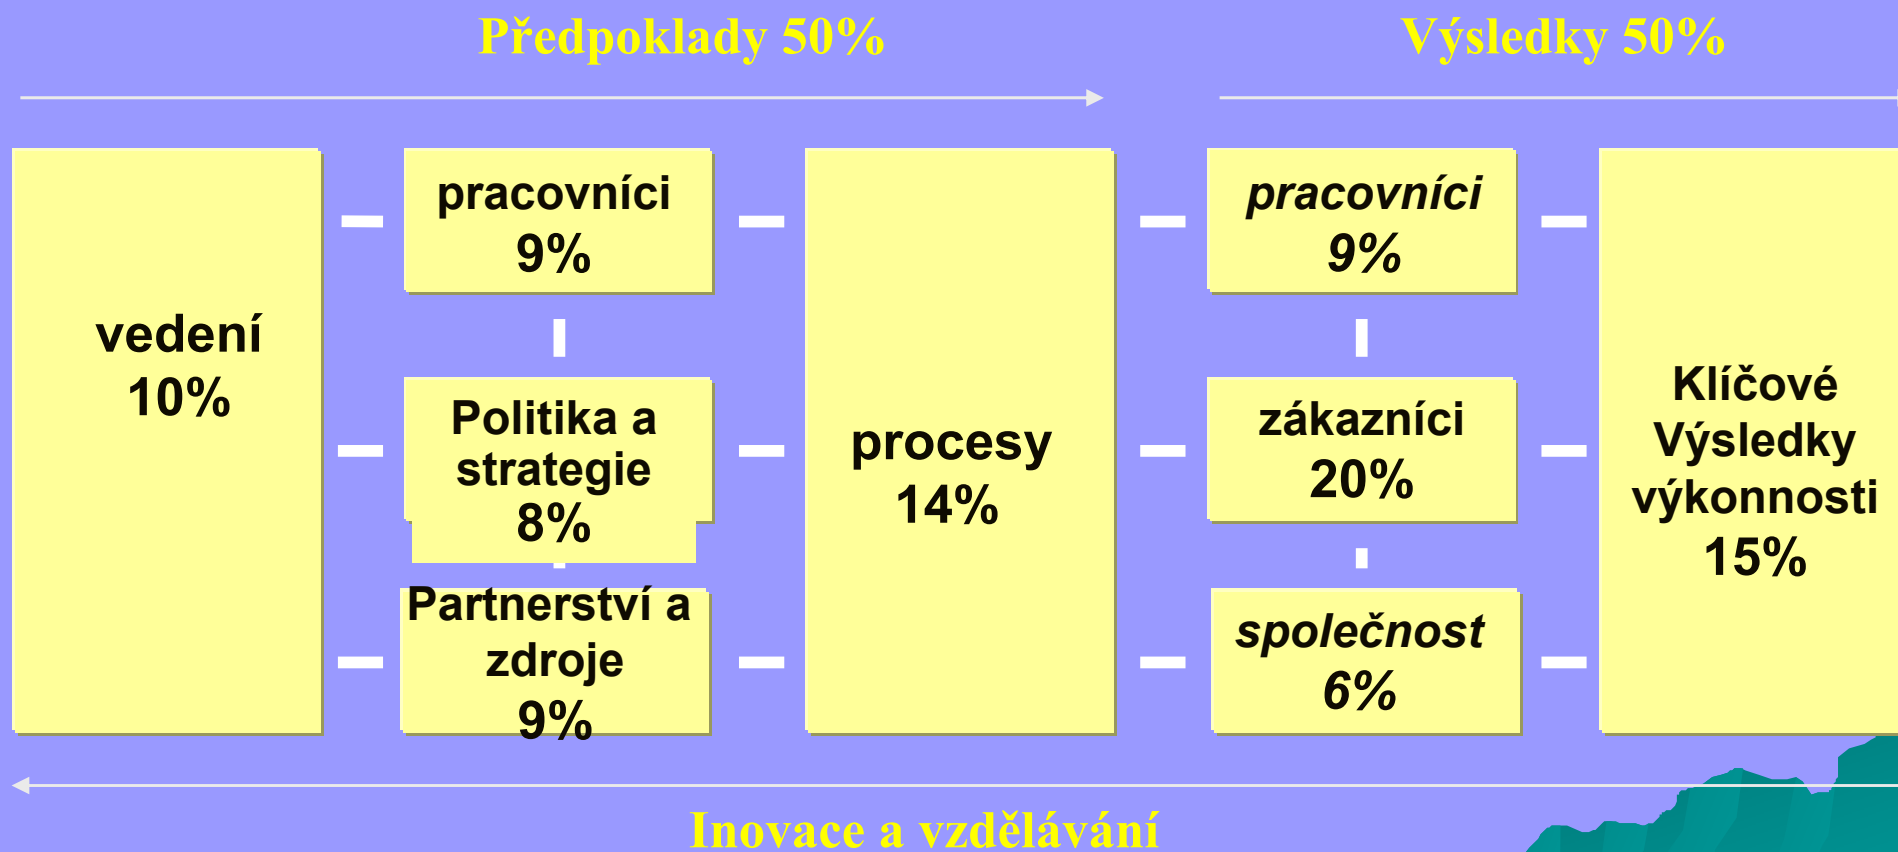 Předpoklady 50%
Výsledky 50%
vedení
10%
pracovníci
9%
Politika a
strategie
8%
Partnerství a
zdroje
9%
procesy
14%
pracovníci
9%
zákazníci
20%
společnost
6%
Klíčové
Výsledky
výkonnosti
15%
Inovace a vzdělávání